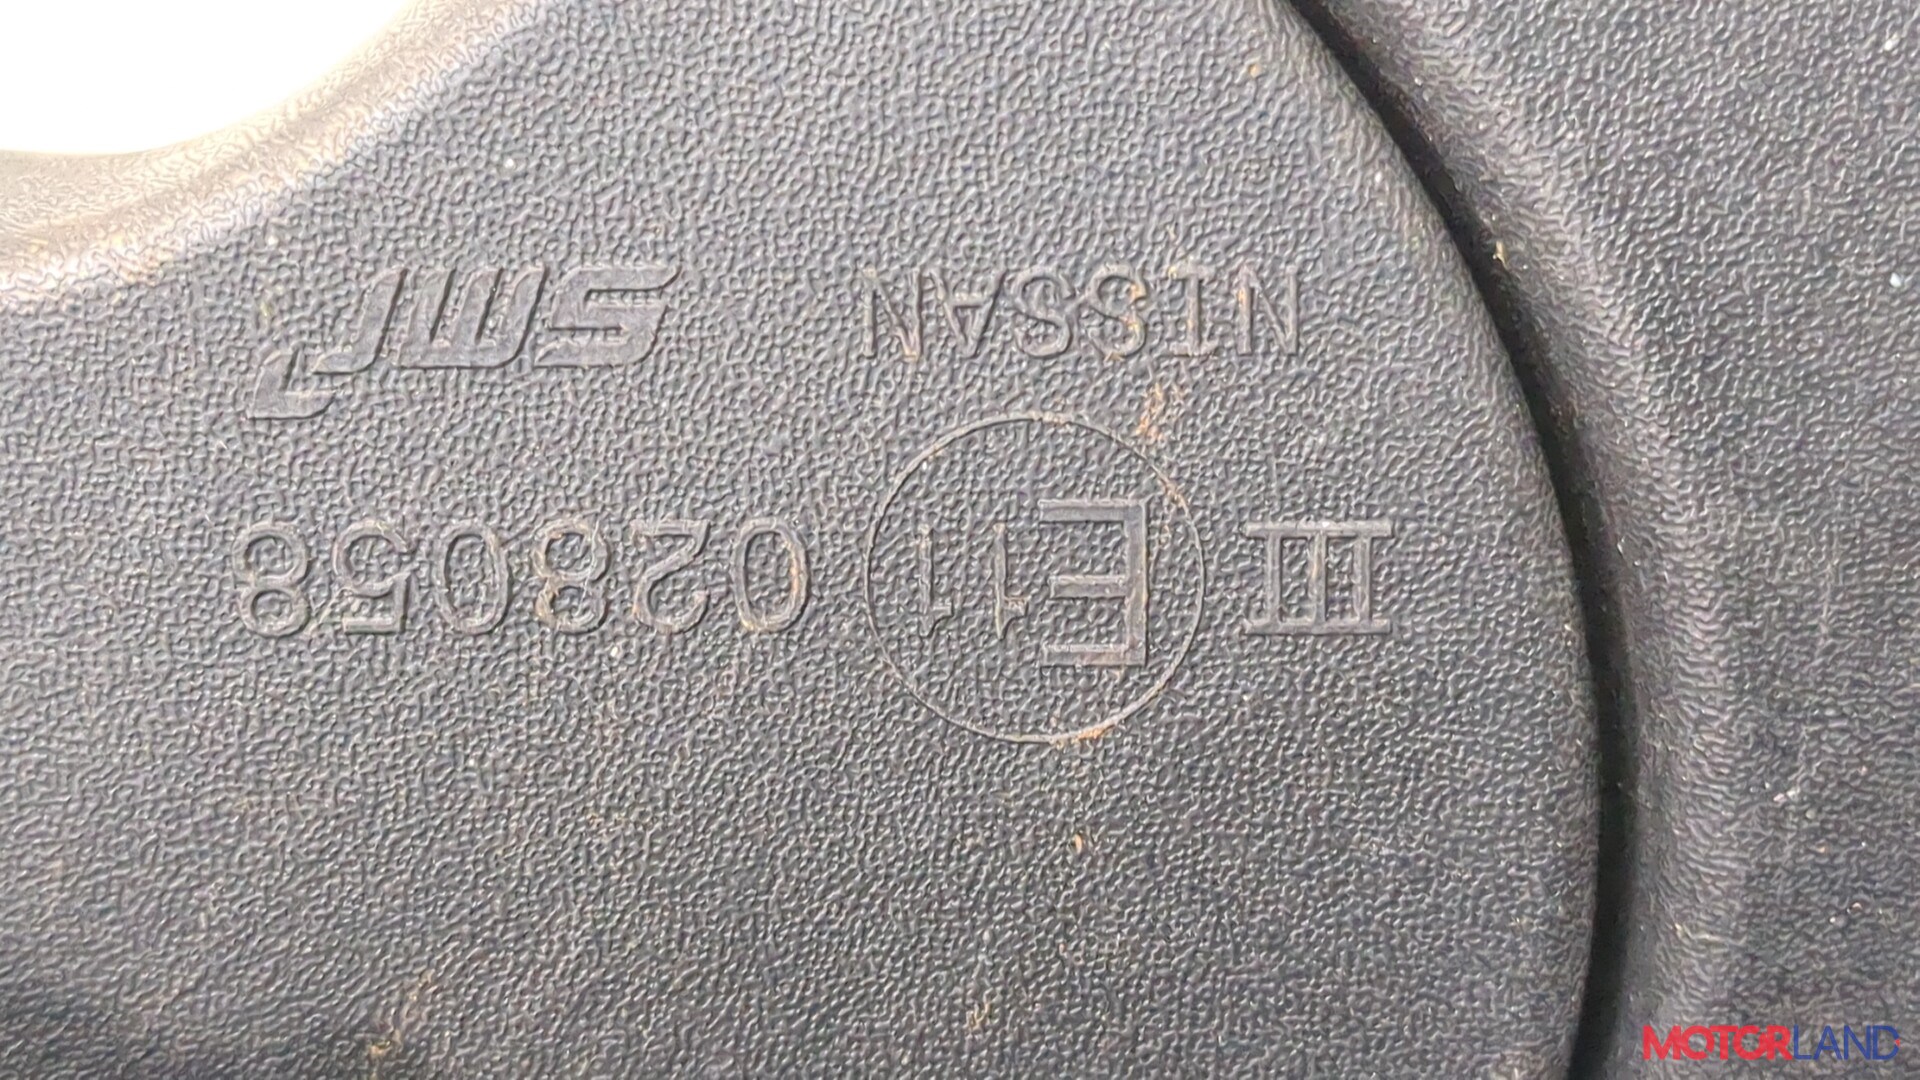 III E11 028058
NISSAN SMR
MOTORLAND